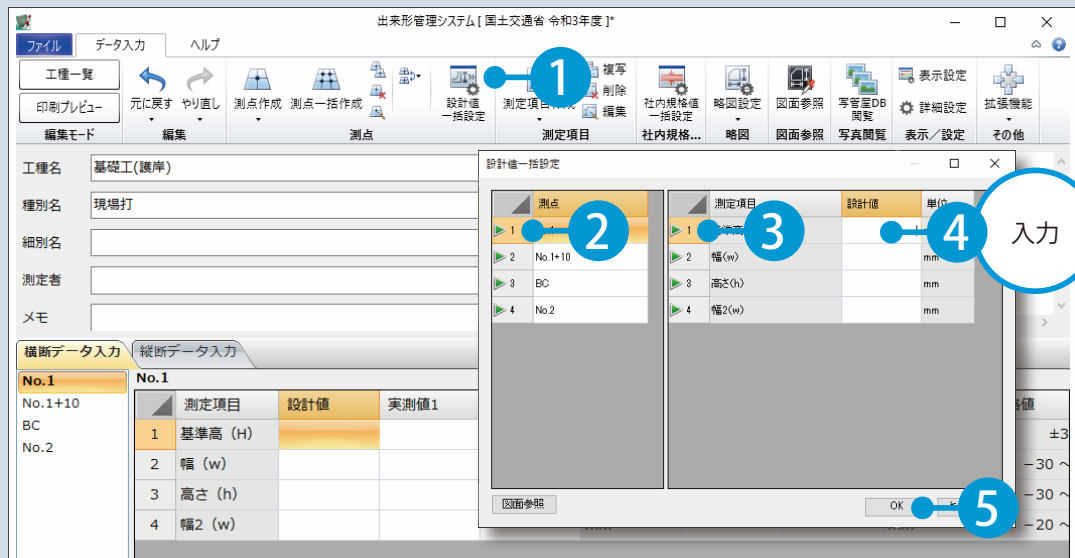 出来形管理システム [ 国土交通省 令和3年度 ]*
ファイル データ入力 ヘルプ
工種一覧
印刷プレビュー
編集モード
元に戻す やり直し
編集
測点作成 測点一括作成
測点
設計値
一括設定
複写
削除
編集
測定項目
社内規格値
一括設定
社内規格...
略図設定
略図
図面参照
図面参照
写管屋DB
閲覧
写真閲覧
表示設定
詳細設定
表示／設定
拡張機能
その他
1
工種名 基礎工(護岸)
種別名 現場打
細別名
測定者
メモ
設計値一括設定
測点
1
2 No.1+10
3 BC
4 No.2
2
測定項目 設計値 単位
1
2 幅(w) mm
3 高さ(h) mm
4 幅2(w) mm
3
4
入力
図面参照
OK
5
横断データ入力 縦断データ入力
No.1
No.1+10
BC
No.2
No.1
測定項目 設計値 実測値1
1 基準高（H） ±3
2 幅（w） －30 ～
3 高さ（h） －30 ～
4 幅2（w） －20 ～